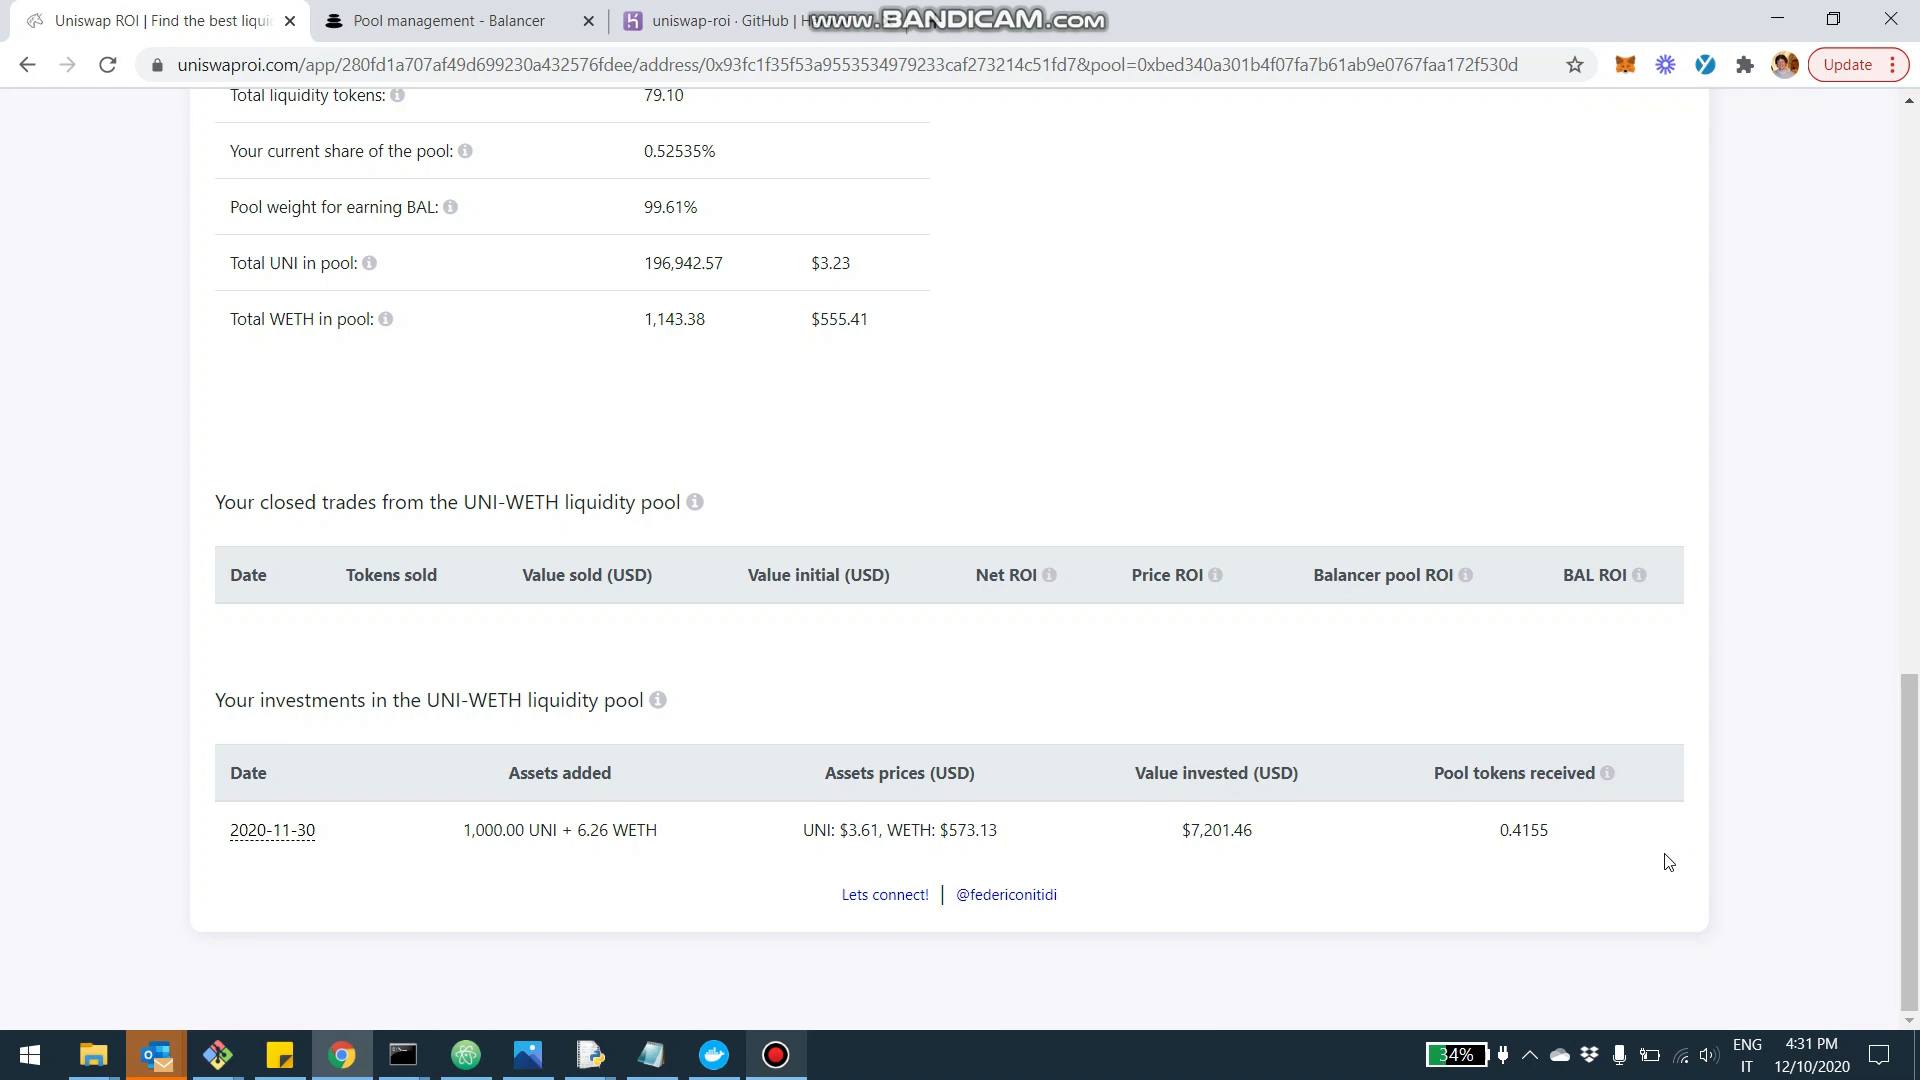 Uniswap ROI | Find the best liquic
Pool management - Balancer
uniswap-roi · GitHub | H
www.BANDICAM.com
uniswaproi.com/app/280fd1a707af49d699230a432576fdee/address/0x93fc1f35f53a9553534979233caf273214c51fd7&pool=0xbed340a301b4f07fa7b61ab9e0767faa172f530d
Update
Total liquidity tokens: 79.10
Your current share of the pool: 0.52535%
Pool weight for earning BAL: 99.61%
Total UNI in pool: 196,942.57 $3.23
Total WETH in pool: 1,143.38 $555.41
Your closed trades from the UNI-WETH liquidity pool
Date Tokens sold Value sold (USD) Value initial (USD) Net ROI Price ROI Balancer pool ROI BAL ROI
Your investments in the UNI-WETH liquidity pool
Date Assets added Assets prices (USD) Value invested (USD) Pool tokens received
2020-11-30 1,000.00 UNI + 6.26 WETH UNI: $3.61, WETH: $573.13 $7,201.46 0.4155
Lets connect! | @federiconitidi
34%
ENG
IT
4:31 PM
12/10/2020